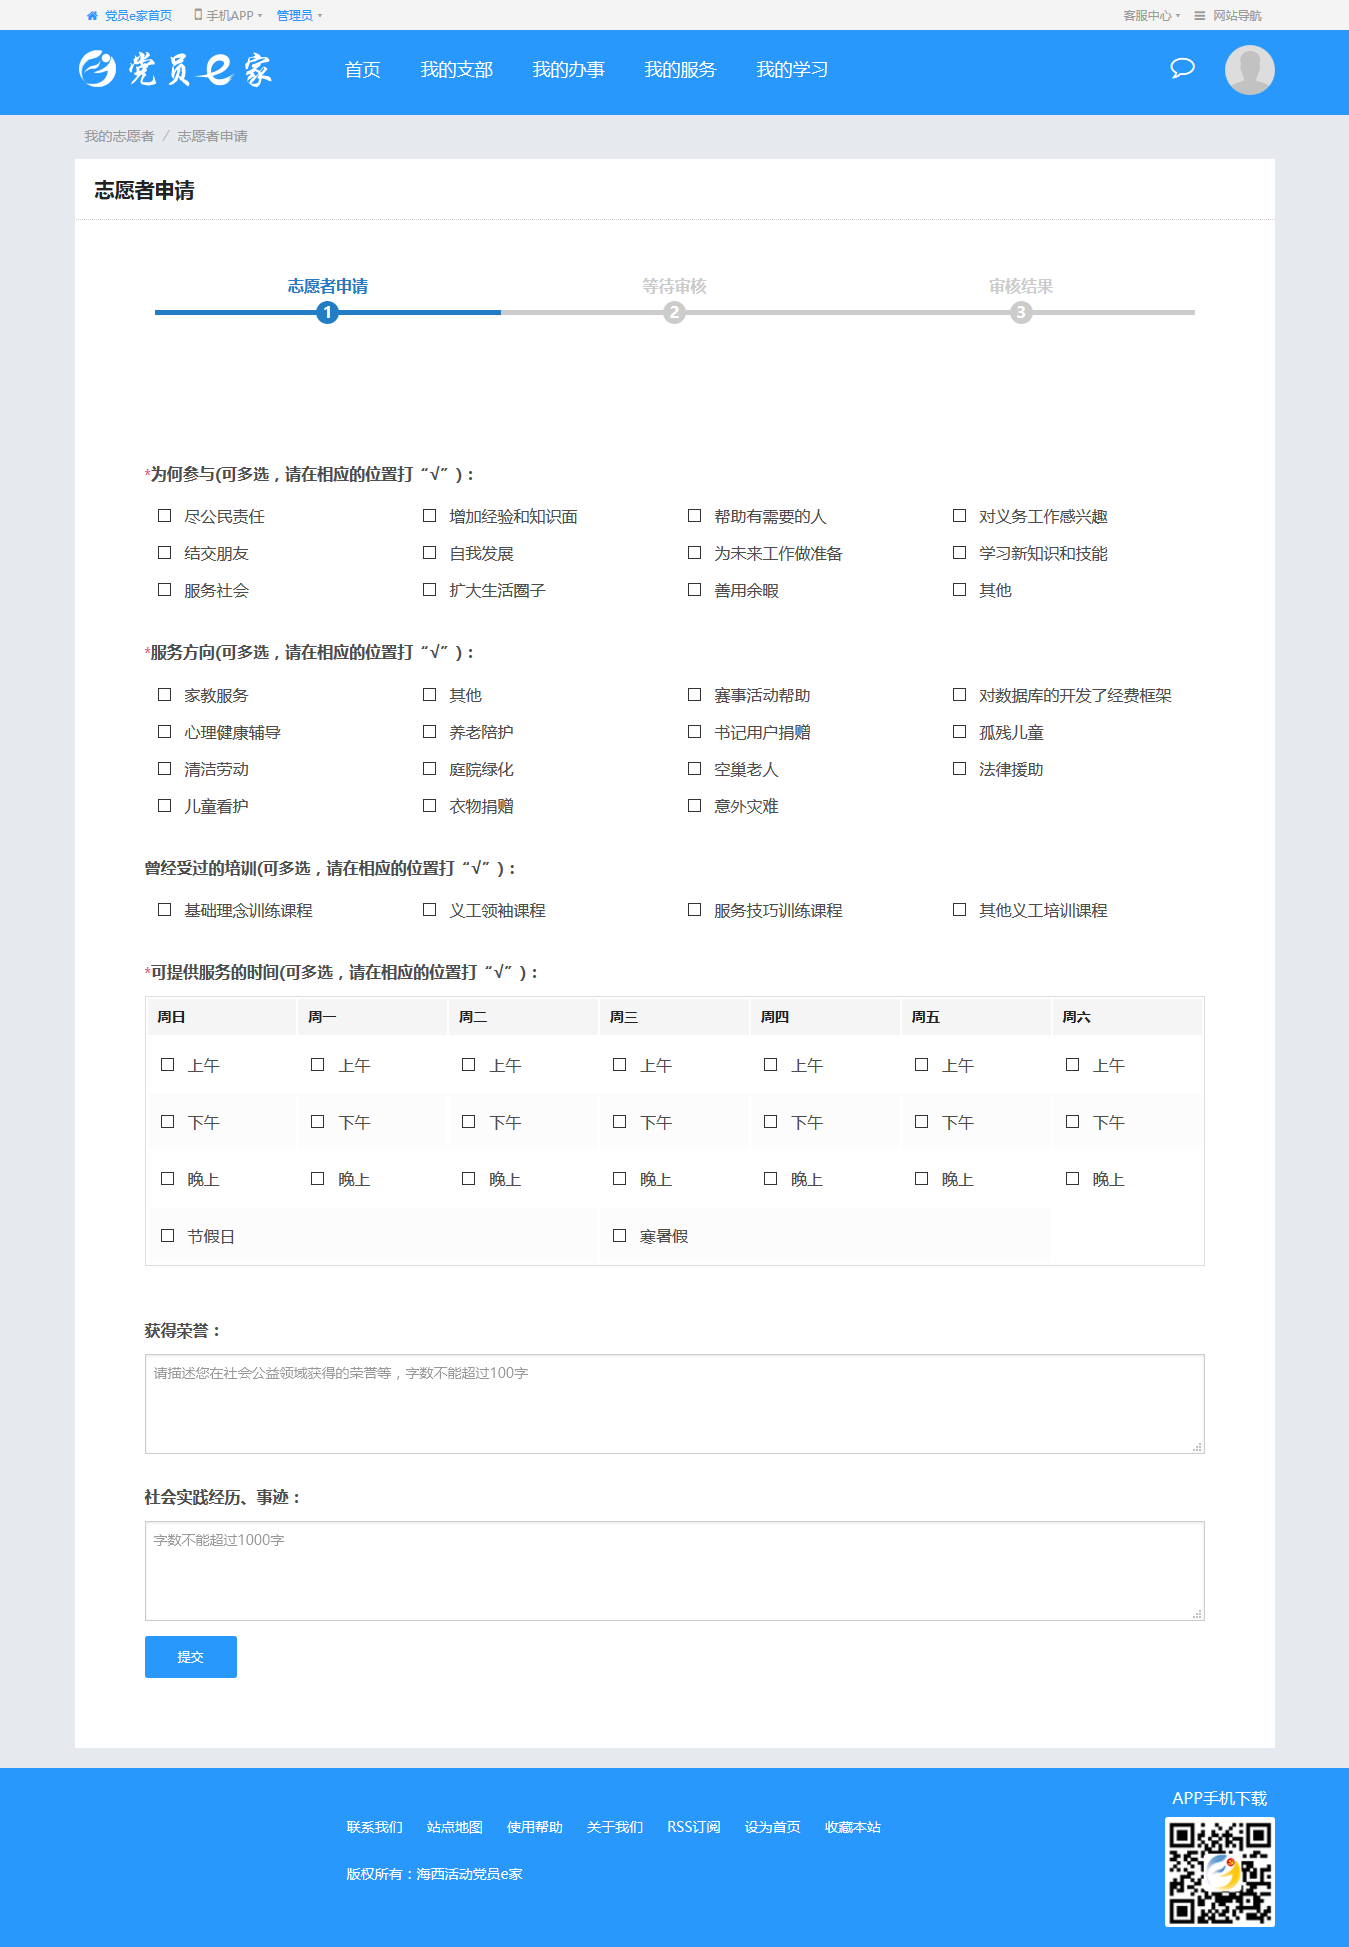 党员e家首页 手机APP 管理员 客服中心 网站导航
党员e家 首页 我的支部 我的办事 我的服务 我的学习
我的志愿者 / 志愿者申请
志愿者申请
志愿者申请 等待审核 审核结果
1 2 3
*为何参与(可多选，请在相应的位置打“√”)：
尽公民责任 增加经验和知识面 帮助有需要的人 对义务工作感兴趣
结交朋友 自我发展 为未来工作做准备 学习新知识和技能
服务社会 扩大生活圈子 善用余暇 其他
*服务方向(可多选，请在相应的位置打“√”)：
家教服务 其他 赛事活动帮助 对数据库的开发了经费框架
心理健康辅导 养老陪护 书记用户捐赠 孤残儿童
清洁劳动 庭院绿化 空巢老人 法律援助
儿童看护 衣物捐赠 意外灾难
曾经受过的培训(可多选，请在相应的位置打“√”)：
基础理念训练课程 义工领袖课程 服务技巧训练课程 其他义工培训课程
*可提供服务的时间(可多选，请在相应的位置打“√”)：
周日 周一 周二 周三 周四 周五 周六
上午 上午 上午 上午 上午 上午 上午
下午 下午 下午 下午 下午 下午 下午
晚上 晚上 晚上 晚上 晚上 晚上 晚上
节假日 寒暑假
获得荣誉：
请描述您在社会公益领域获得的荣誉等，字数不能超过100字
社会实践经历、事迹：
字数不能超过1000字
提交
APP手机下载
联系我们 站点地图 使用帮助 关于我们 RSS订阅 设为首页 收藏本站
版权所有：海西活动党员e家